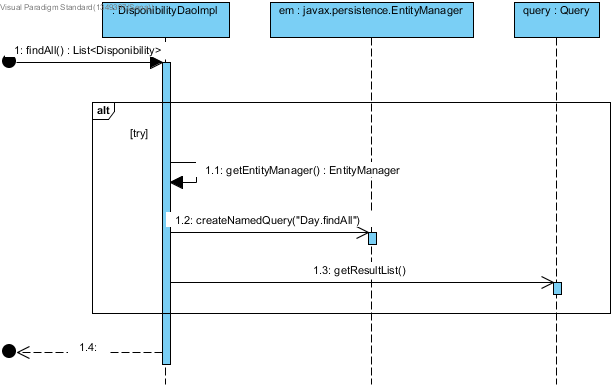 Visual Paradigm Standard
: DisponibilityDaoImpl
em : javax.persistence.EntityManager
query : Query
1: findAll() : List<Disponibility>
alt
[try]
1.1: getEntityManager() : EntityManager
1.2: createNamedQuery("Day.findAll")
1.3: getResultList()
1.4: